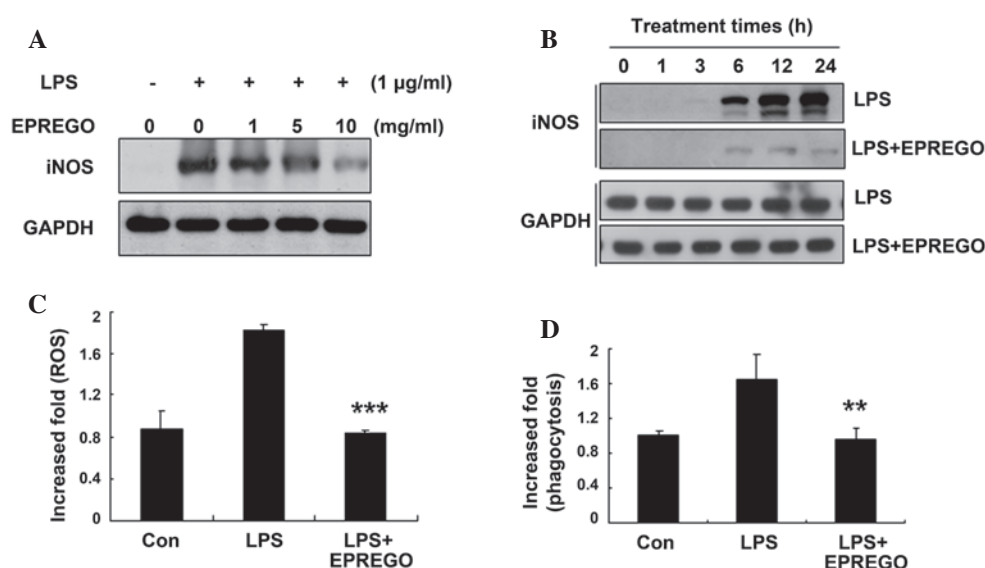 A
LPS - + + + + (1 µg/ml)
EPREGO 0 0 1 5 10 (mg/ml)
iNOS
GAPDH
B
Treatment times (h)
0 1 3 6 12 24
iNOS
LPS
LPS+EPREGO
GAPDH
LPS
LPS+EPREGO
C
Increased fold (ROS)
2
1.6
1.2
0.8
0.4
0
***
Con LPS LPS+
EPREGO
D
Increased fold
(phagocytosis)
2
1.6
1.2
0.8
0.4
0
**
Con LPS LPS+
EPREGO